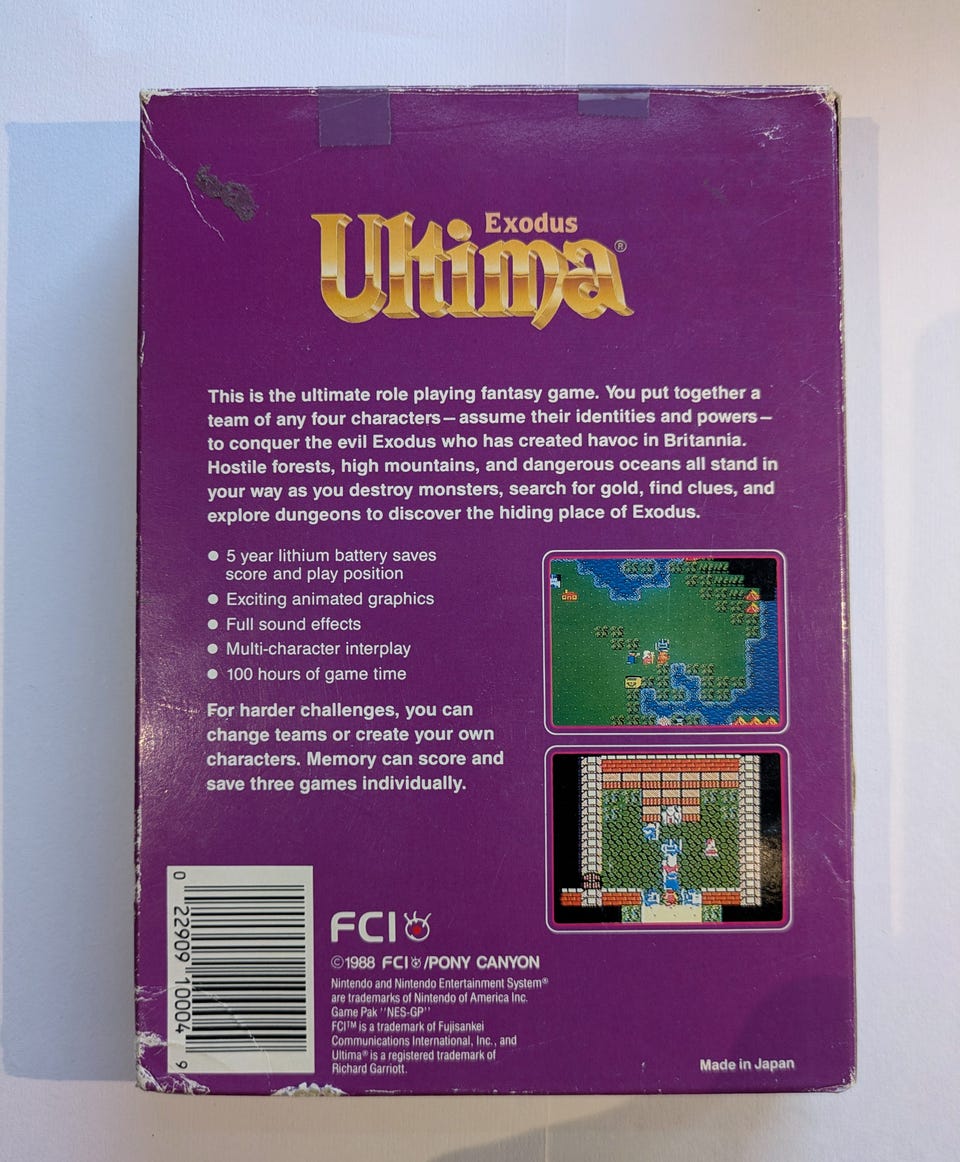 Exodus
Ultima®
This is the ultimate role playing fantasy game. You put together a
team of any four characters—assume their identities and powers—
to conquer the evil Exodus who has created havoc in Britannia.
Hostile forests, high mountains, and dangerous oceans all stand in
your way as you destroy monsters, search for gold, find clues, and
explore dungeons to discover the hiding place of Exodus.
● 5 year lithium battery saves
score and play position
● Exciting animated graphics
● Full sound effects
● Multi-character interplay
● 100 hours of game time
For harder challenges, you can
change teams or create your own
characters. Memory can score and
save three games individually.
0 22909 10004 9
FCI
©1988 FCI/PONY CANYON
Nintendo and Nintendo Entertainment System®
are trademarks of Nintendo of America Inc.
Game Pak ''NES-GP''
FCI™ is a trademark of Fujisankei
Communications International, Inc., and
Ultima® is a registered trademark of
Richard Garriott.
Made in Japan